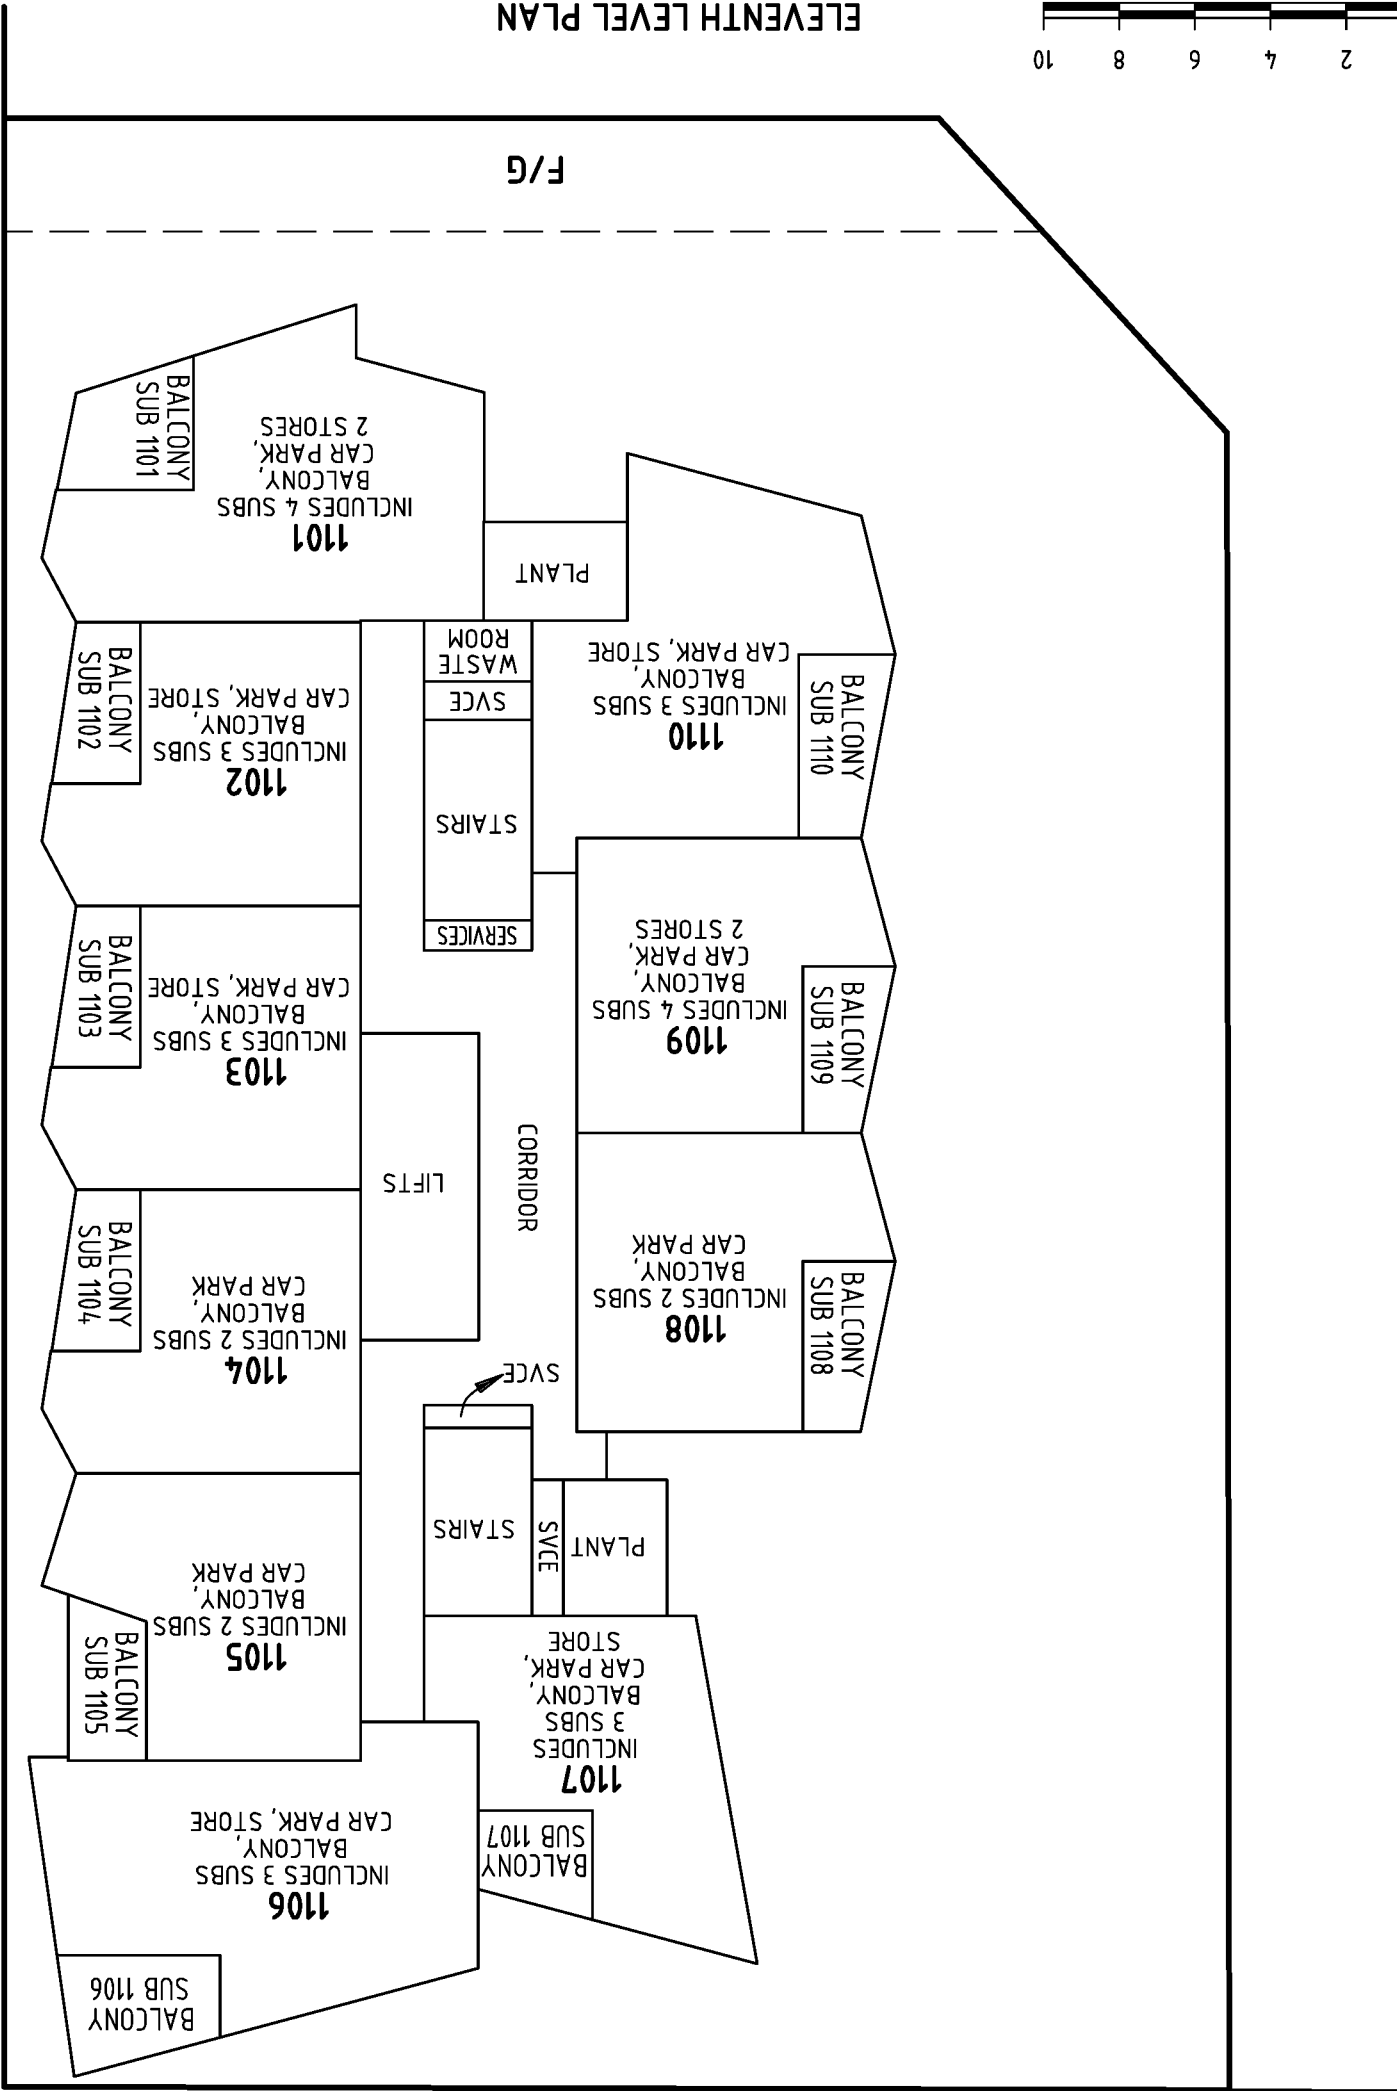 ELEVENTH LEVEL PLAN
10
8
6
4
2
F/G
1101
INCLUDES 4 SUBS
BALCONY,
CAR PARK,
2 STORES
BALCONY
SUB 1101
PLANT
WASTE
ROOM
SVCE
STAIRS
SERVICES
1102
INCLUDES 3 SUBS
BALCONY,
CAR PARK, STORE
BALCONY
SUB 1102
1110
INCLUDES 3 SUBS
BALCONY,
CAR PARK, STORE
BALCONY
SUB 1110
1103
INCLUDES 3 SUBS
BALCONY,
CAR PARK, STORE
BALCONY
SUB 1103
1109
INCLUDES 4 SUBS
BALCONY,
CAR PARK,
2 STORES
BALCONY
SUB 1109
LIFTS
CORRIDOR
1104
INCLUDES 2 SUBS
BALCONY,
CAR PARK
BALCONY
SUB 1104
1108
INCLUDES 2 SUBS
BALCONY,
CAR PARK
BALCONY
SUB 1108
SVCE
STAIRS
SVCE
PLANT
1105
INCLUDES 2 SUBS
BALCONY,
CAR PARK
BALCONY
SUB 1105
1107
INCLUDES
3 SUBS
BALCONY,
CAR PARK,
STORE
BALCONY
SUB 1107
1106
INCLUDES 3 SUBS
BALCONY,
CAR PARK, STORE
BALCONY
SUB 1106